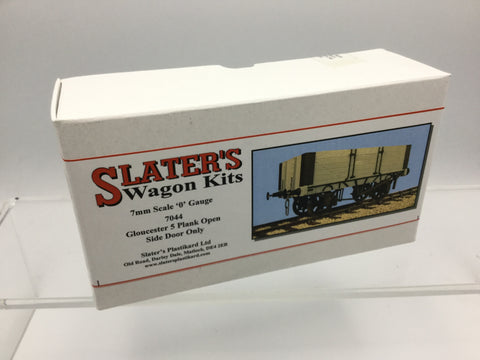 SLATER'S
Wagon Kits
7mm Scale '0' Gauge
7044
Gloucester 5 Plank Open
Side Door Only
Slater's Plastikard Ltd
Old Road, Darley Dale, Matlock, DE4 2ER
www.slatersplastikard.com